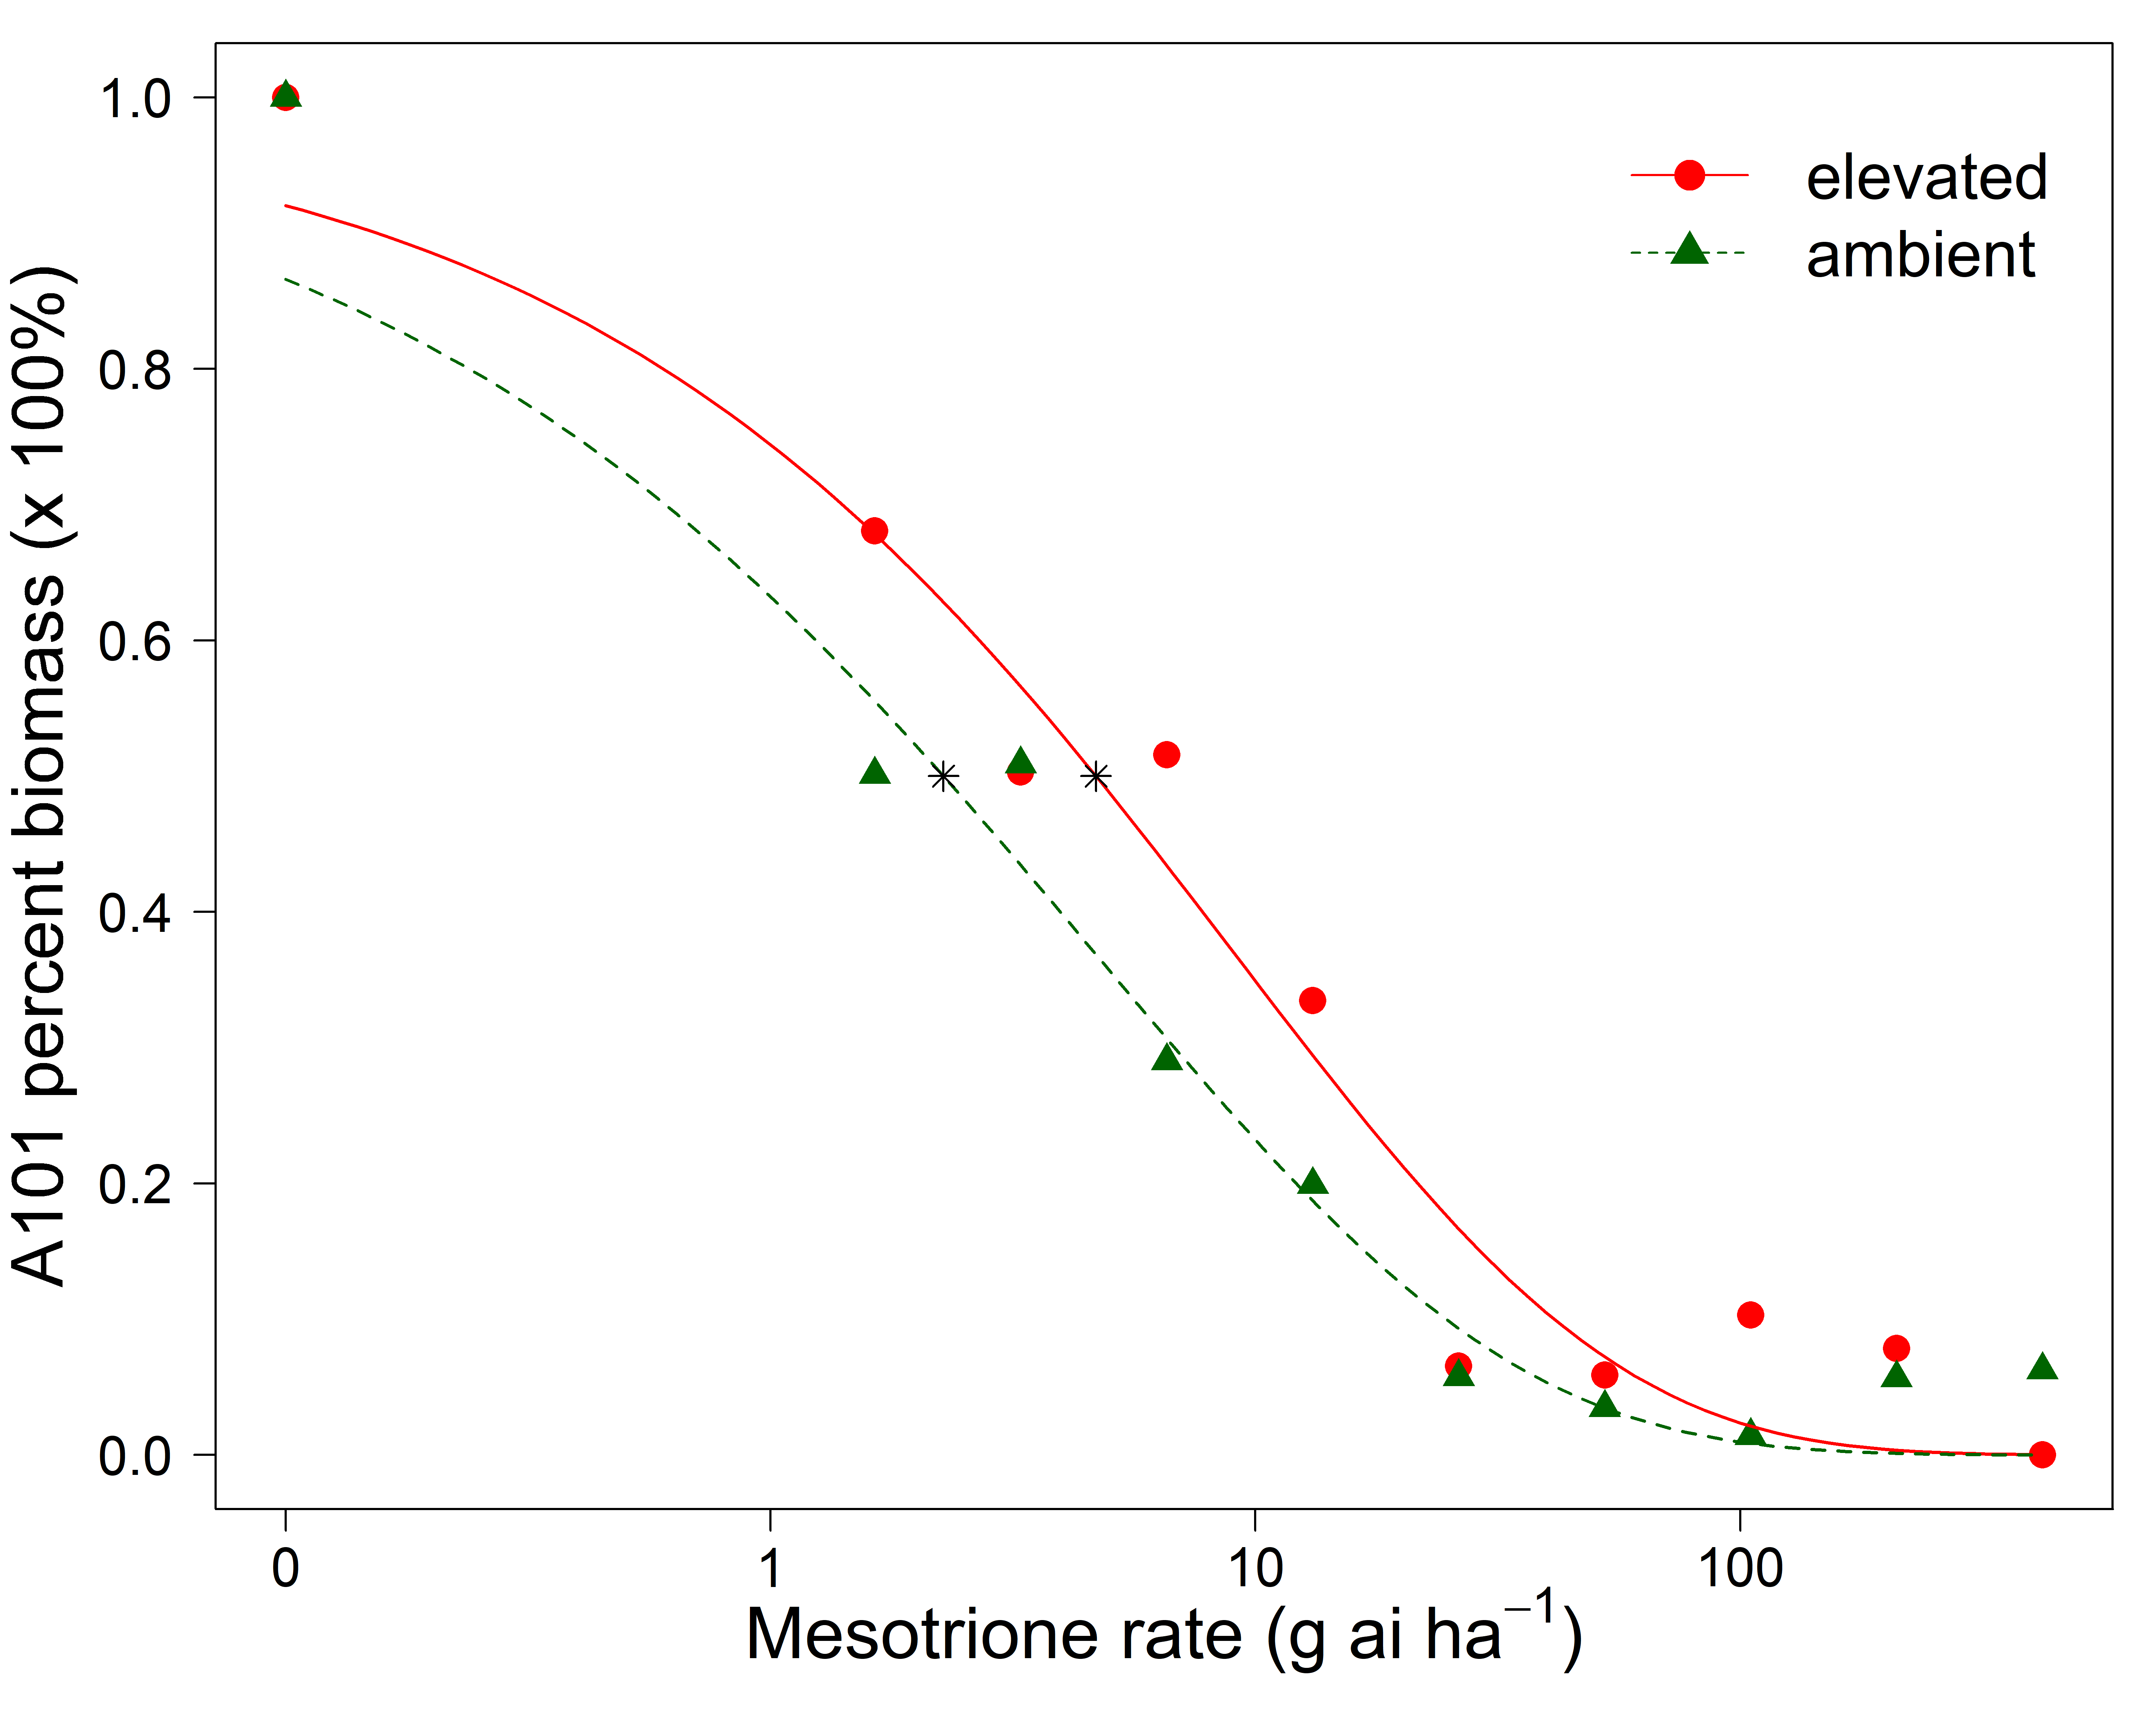 A101 percent biomass (x 100%)
1.0
0.8
0.6
0.4
0.2
0.0
elevated
ambient
0 1 10 100
Mesotrione rate (g ai ha⁻¹)